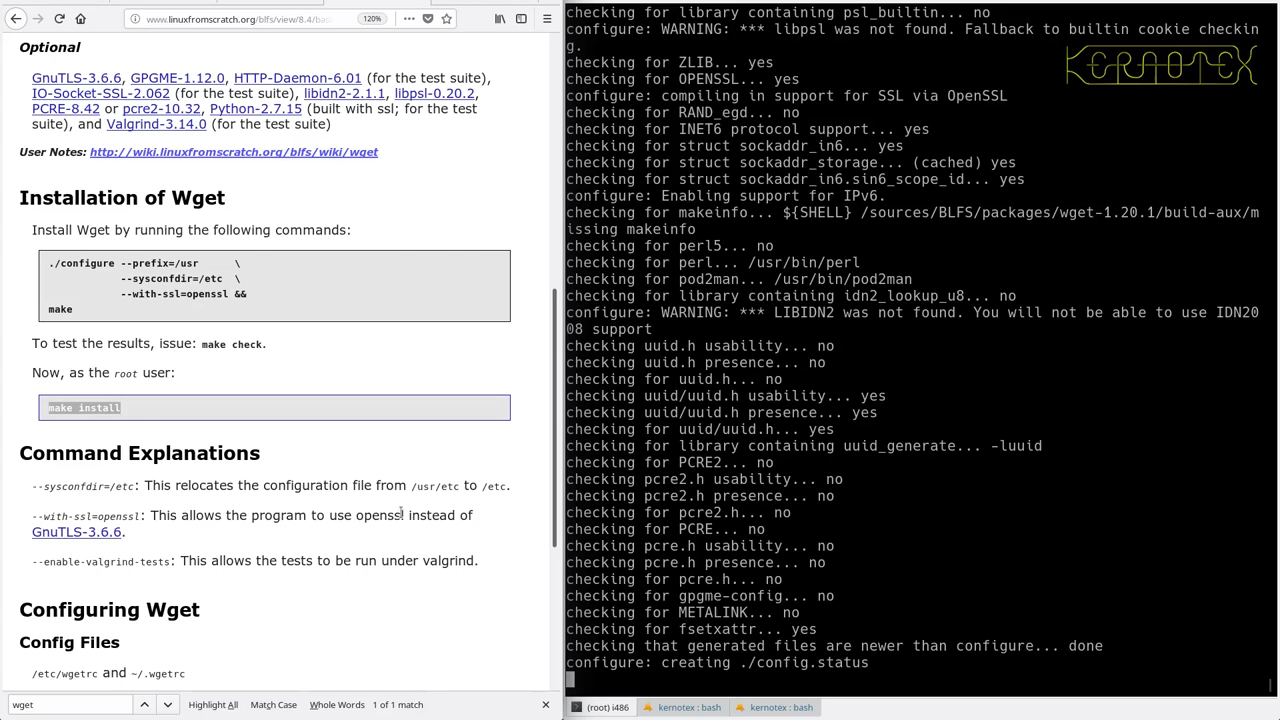 www.linuxfromscratch.org/blfs/view/8.4/basic
120%
Optional
GnuTLS-3.6.6, GPGME-1.12.0, HTTP-Daemon-6.01 (for the test suite),
IO-Socket-SSL-2.062 (for the test suite), libidn2-2.1.1, libpsl-0.20.2,
PCRE-8.42 or pcre2-10.32, Python-2.7.15 (built with ssl; for the test
suite), and Valgrind-3.14.0 (for the test suite)
User Notes: http://wiki.linuxfromscratch.org/blfs/wiki/wget
Installation of Wget
Install Wget by running the following commands:
./configure --prefix=/usr \
--sysconfdir=/etc \
--with-ssl=openssl &&
make
To test the results, issue: make check.
Now, as the root user:
make install
Command Explanations
--sysconfdir=/etc: This relocates the configuration file from /usr/etc to /etc.
--with-ssl=openssl: This allows the program to use openssl instead of
GnuTLS-3.6.6.
--enable-valgrind-tests: This allows the tests to be run under valgrind.
Configuring Wget
Config Files
/etc/wgetrc and ~/.wgetrc
wget
Highlight All
Match Case
Whole Words
1 of 1 match
checking for library containing psl_builtin... no
configure: WARNING: *** libpsl was not found. Fallback to builtin cookie checkin
g.
checking for ZLIB... yes
checking for OPENSSL... yes
configure: compiling in support for SSL via OpenSSL
checking for RAND_egd... no
checking for INET6 protocol support... yes
checking for struct sockaddr_in6... yes
checking for struct sockaddr_storage... (cached) yes
checking for struct sockaddr_in6.sin6_scope_id... yes
configure: Enabling support for IPv6.
checking for makeinfo... ${SHELL} /sources/BLFS/packages/wget-1.20.1/build-aux/m
issing makeinfo
checking for perl5... no
checking for perl... /usr/bin/perl
checking for pod2man... /usr/bin/pod2man
checking for library containing idn2_lookup_u8... no
configure: WARNING: *** LIBIDN2 was not found. You will not be able to use IDN20
08 support
checking uuid.h usability... no
checking uuid.h presence... no
checking for uuid.h... no
checking uuid/uuid.h usability... yes
checking uuid/uuid.h presence... yes
checking for uuid/uuid.h... yes
checking for library containing uuid_generate... -luuid
checking for PCRE2... no
checking pcre2.h usability... no
checking pcre2.h presence... no
checking for pcre2.h... no
checking for PCRE... no
checking pcre.h usability... no
checking pcre.h presence... no
checking for pcre.h... no
checking for gpgme-config... no
checking for METALINK... no
checking for fsetxattr... yes
checking that generated files are newer than configure... done
configure: creating ./config.status
KERNOTEX
(root) i486
kernotex : bash
kernotex : bash